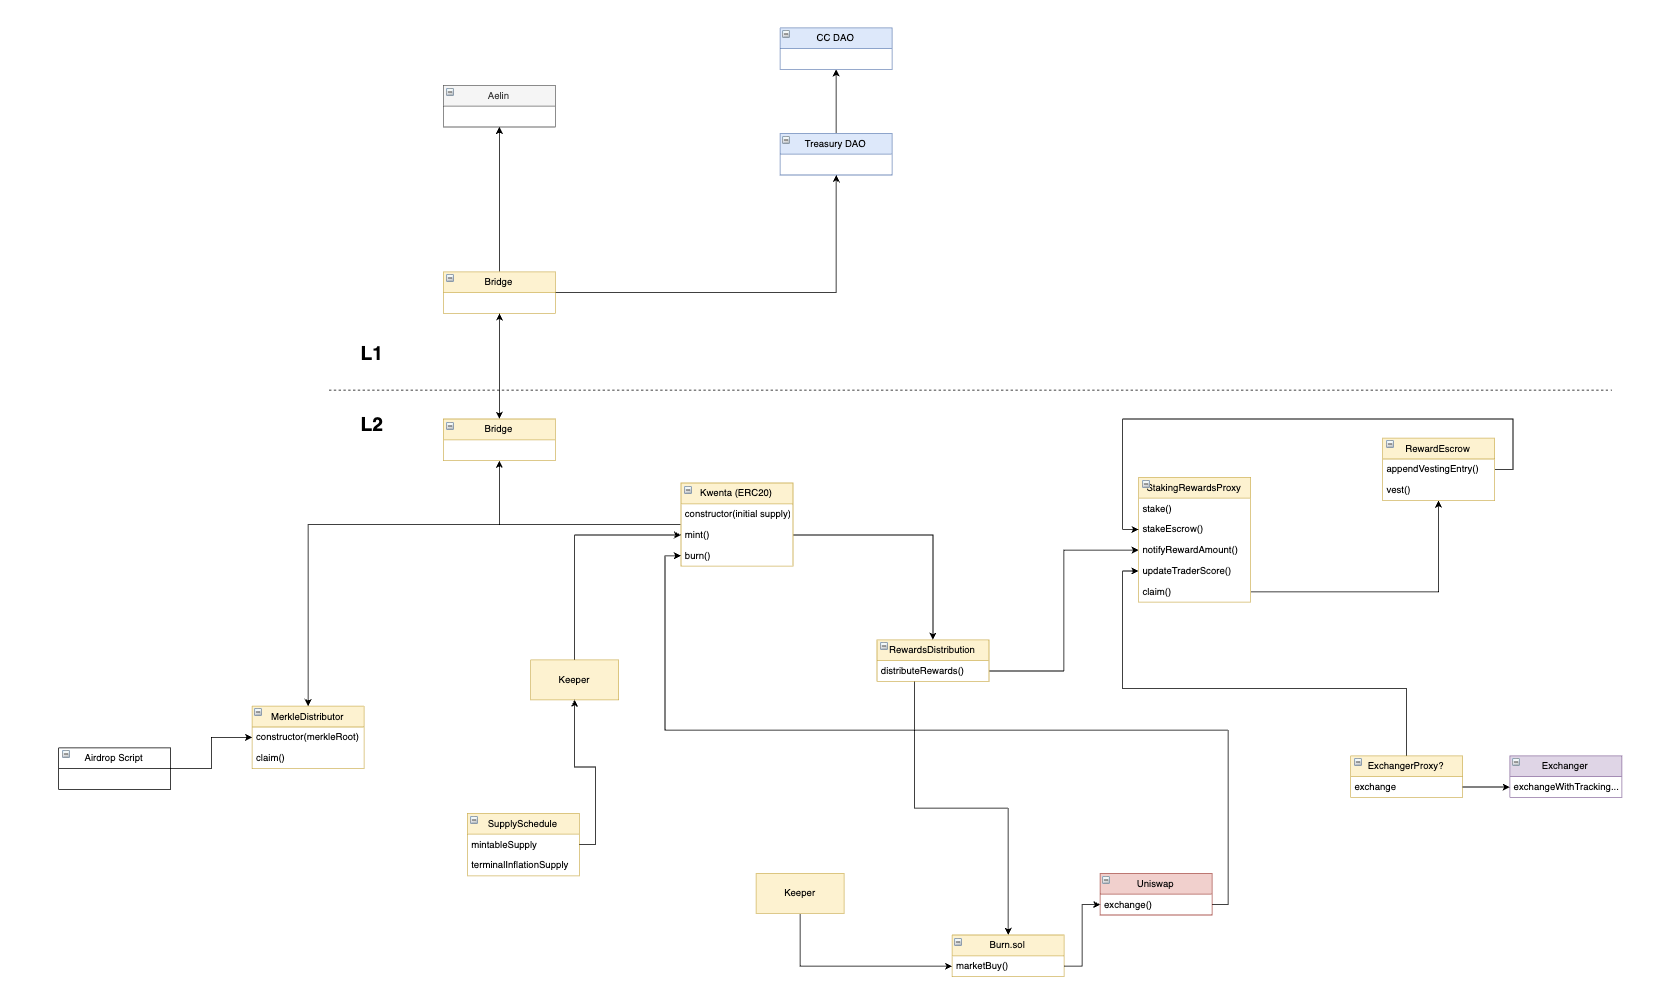 CC DAO
Aelin
Treasury DAO
Bridge
L1
L2
Bridge
Kwenta (ERC20)
constructor(initial supply)
mint()
burn()
StakingRewardsProxy
stake()
stakeEscrow()
notifyRewardAmount()
updateTraderScore()
claim()
RewardEscrow
appendVestingEntry()
vest()
RewardsDistribution
distributeRewards()
Keeper
MerkleDistributor
constructor(merkleRoot)
claim()
Airdrop Script
SupplySchedule
mintableSupply
terminalInflationSupply
ExchangerProxy?
exchange
Exchanger
exchangeWithTracking...
Keeper
Uniswap
exchange()
Burn.sol
marketBuy()